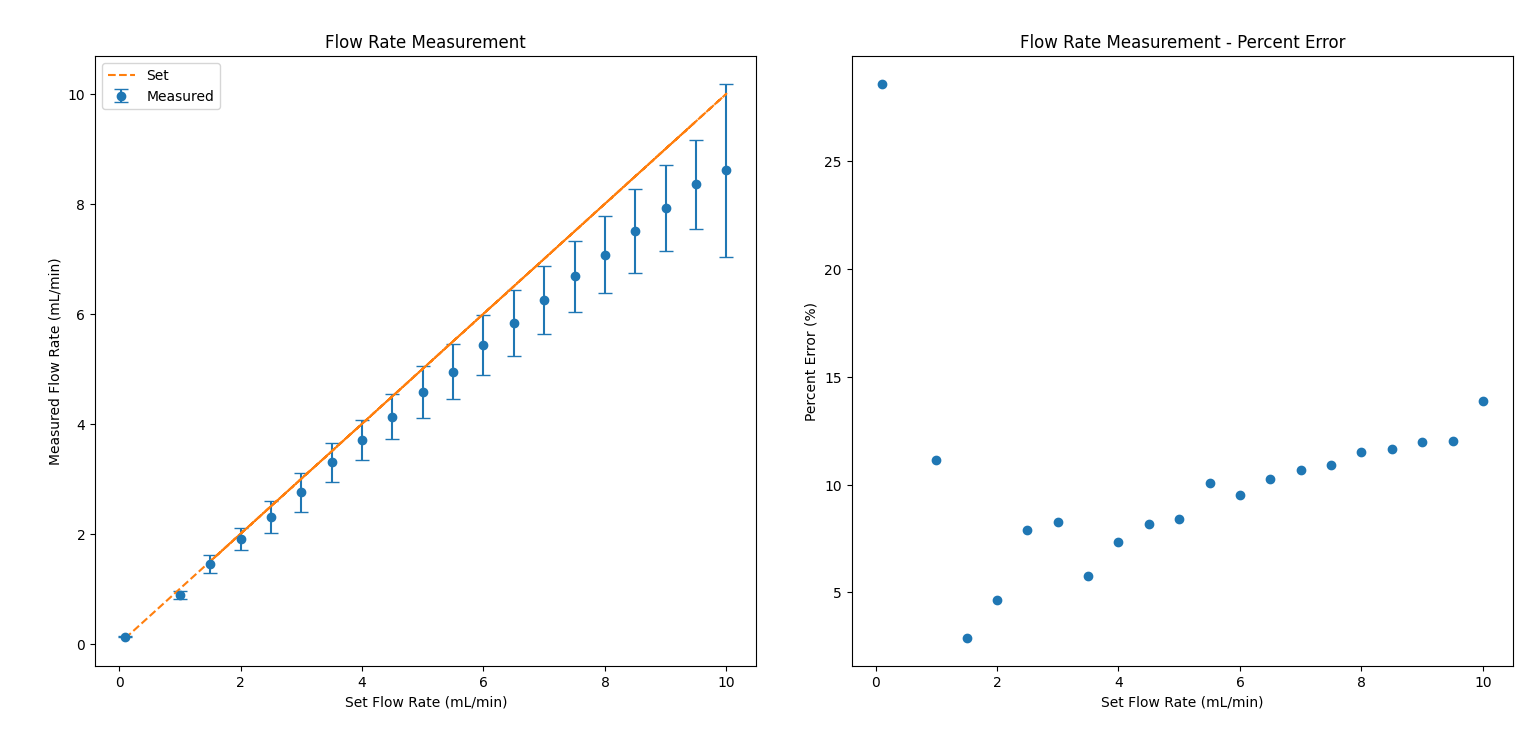 Flow Rate Measurement
Set
Measured
Measured Flow Rate (mL/min)
10
8
6
4
2
0
0 2 4 6 8 10
Set Flow Rate (mL/min)
Flow Rate Measurement - Percent Error
Percent Error (%)
25
20
15
10
5
0 2 4 6 8 10
Set Flow Rate (mL/min)